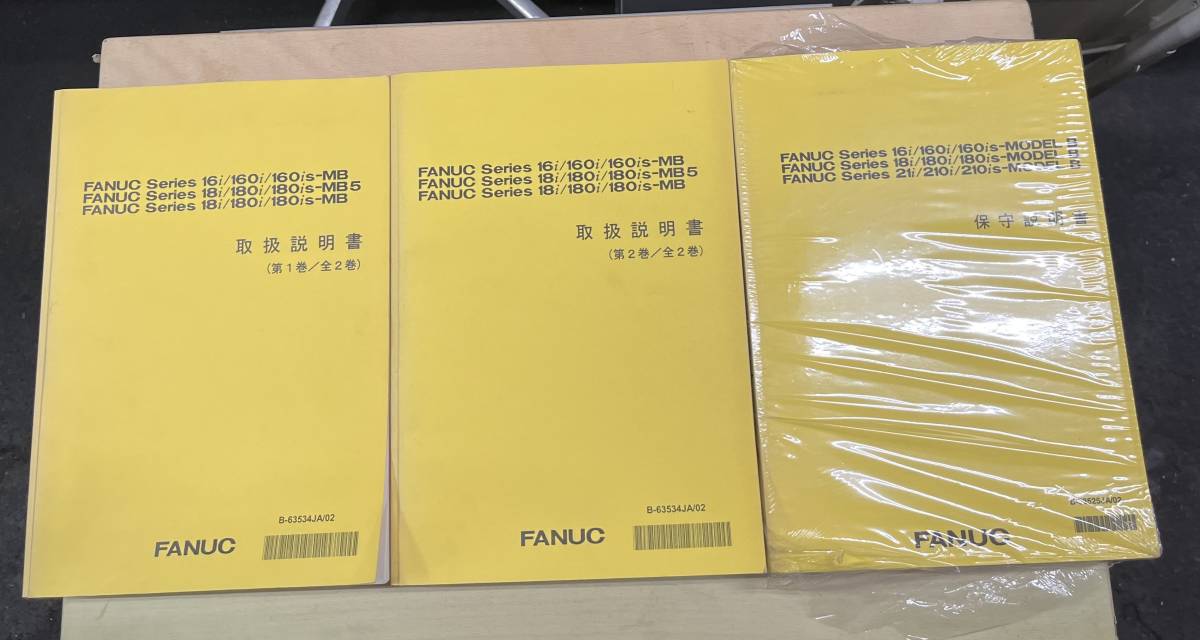 FANUC Series 16i/160i/160is-MB
FANUC Series 18i/180i/180is-MB5
FANUC Series 18i/180i/180is-MB
取扱説明書
(第1巻/全2巻)
B-63534JA/02
FANUC
FANUC Series 16i/160i/160is-MB
FANUC Series 18i/180i/180is-MB5
FANUC Series 18i/180i/180is-MB
取扱説明書
(第2巻/全2巻)
B-63534JA/02
FANUC
FANUC Series 16i/160i/160is-MODEL B
FANUC Series 18i/180i/180is-MODEL B
FANUC Series 21i/210i/210is-MODEL B
保守説明書
B-63525JA/02
FANUC